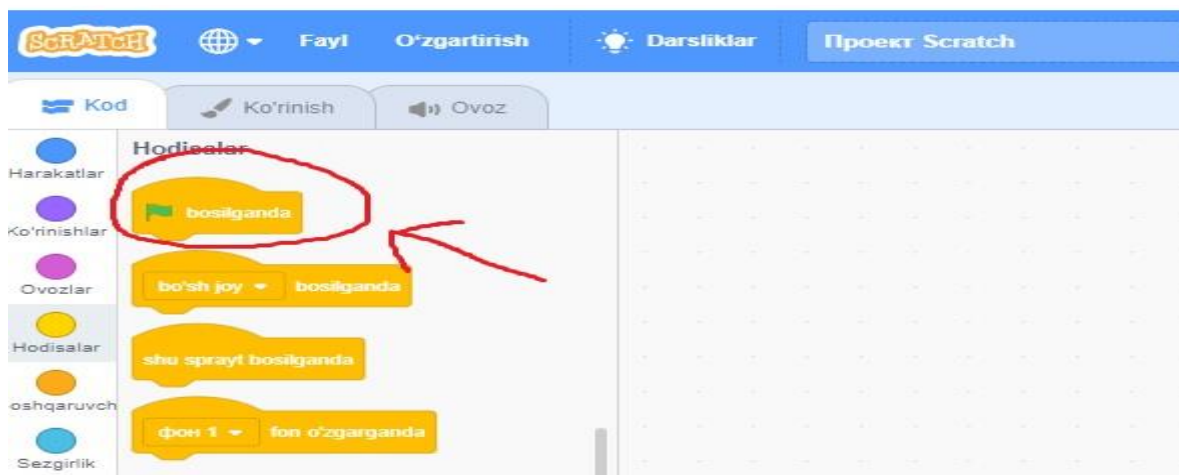 SCRATCH Fayl O'zgartirish Darsliklar Проект Scratch
Kod Ko'rinish Ovoz
Hodisalar
Harakatlar
bosilganda
Ko'rinishlar
Ovozlar
bo'sh joy bosilganda
Hodisalar
shu sprayt bosilganda
oshqaruvch
фон 1 fon o'zgarganda
Sezgirlik